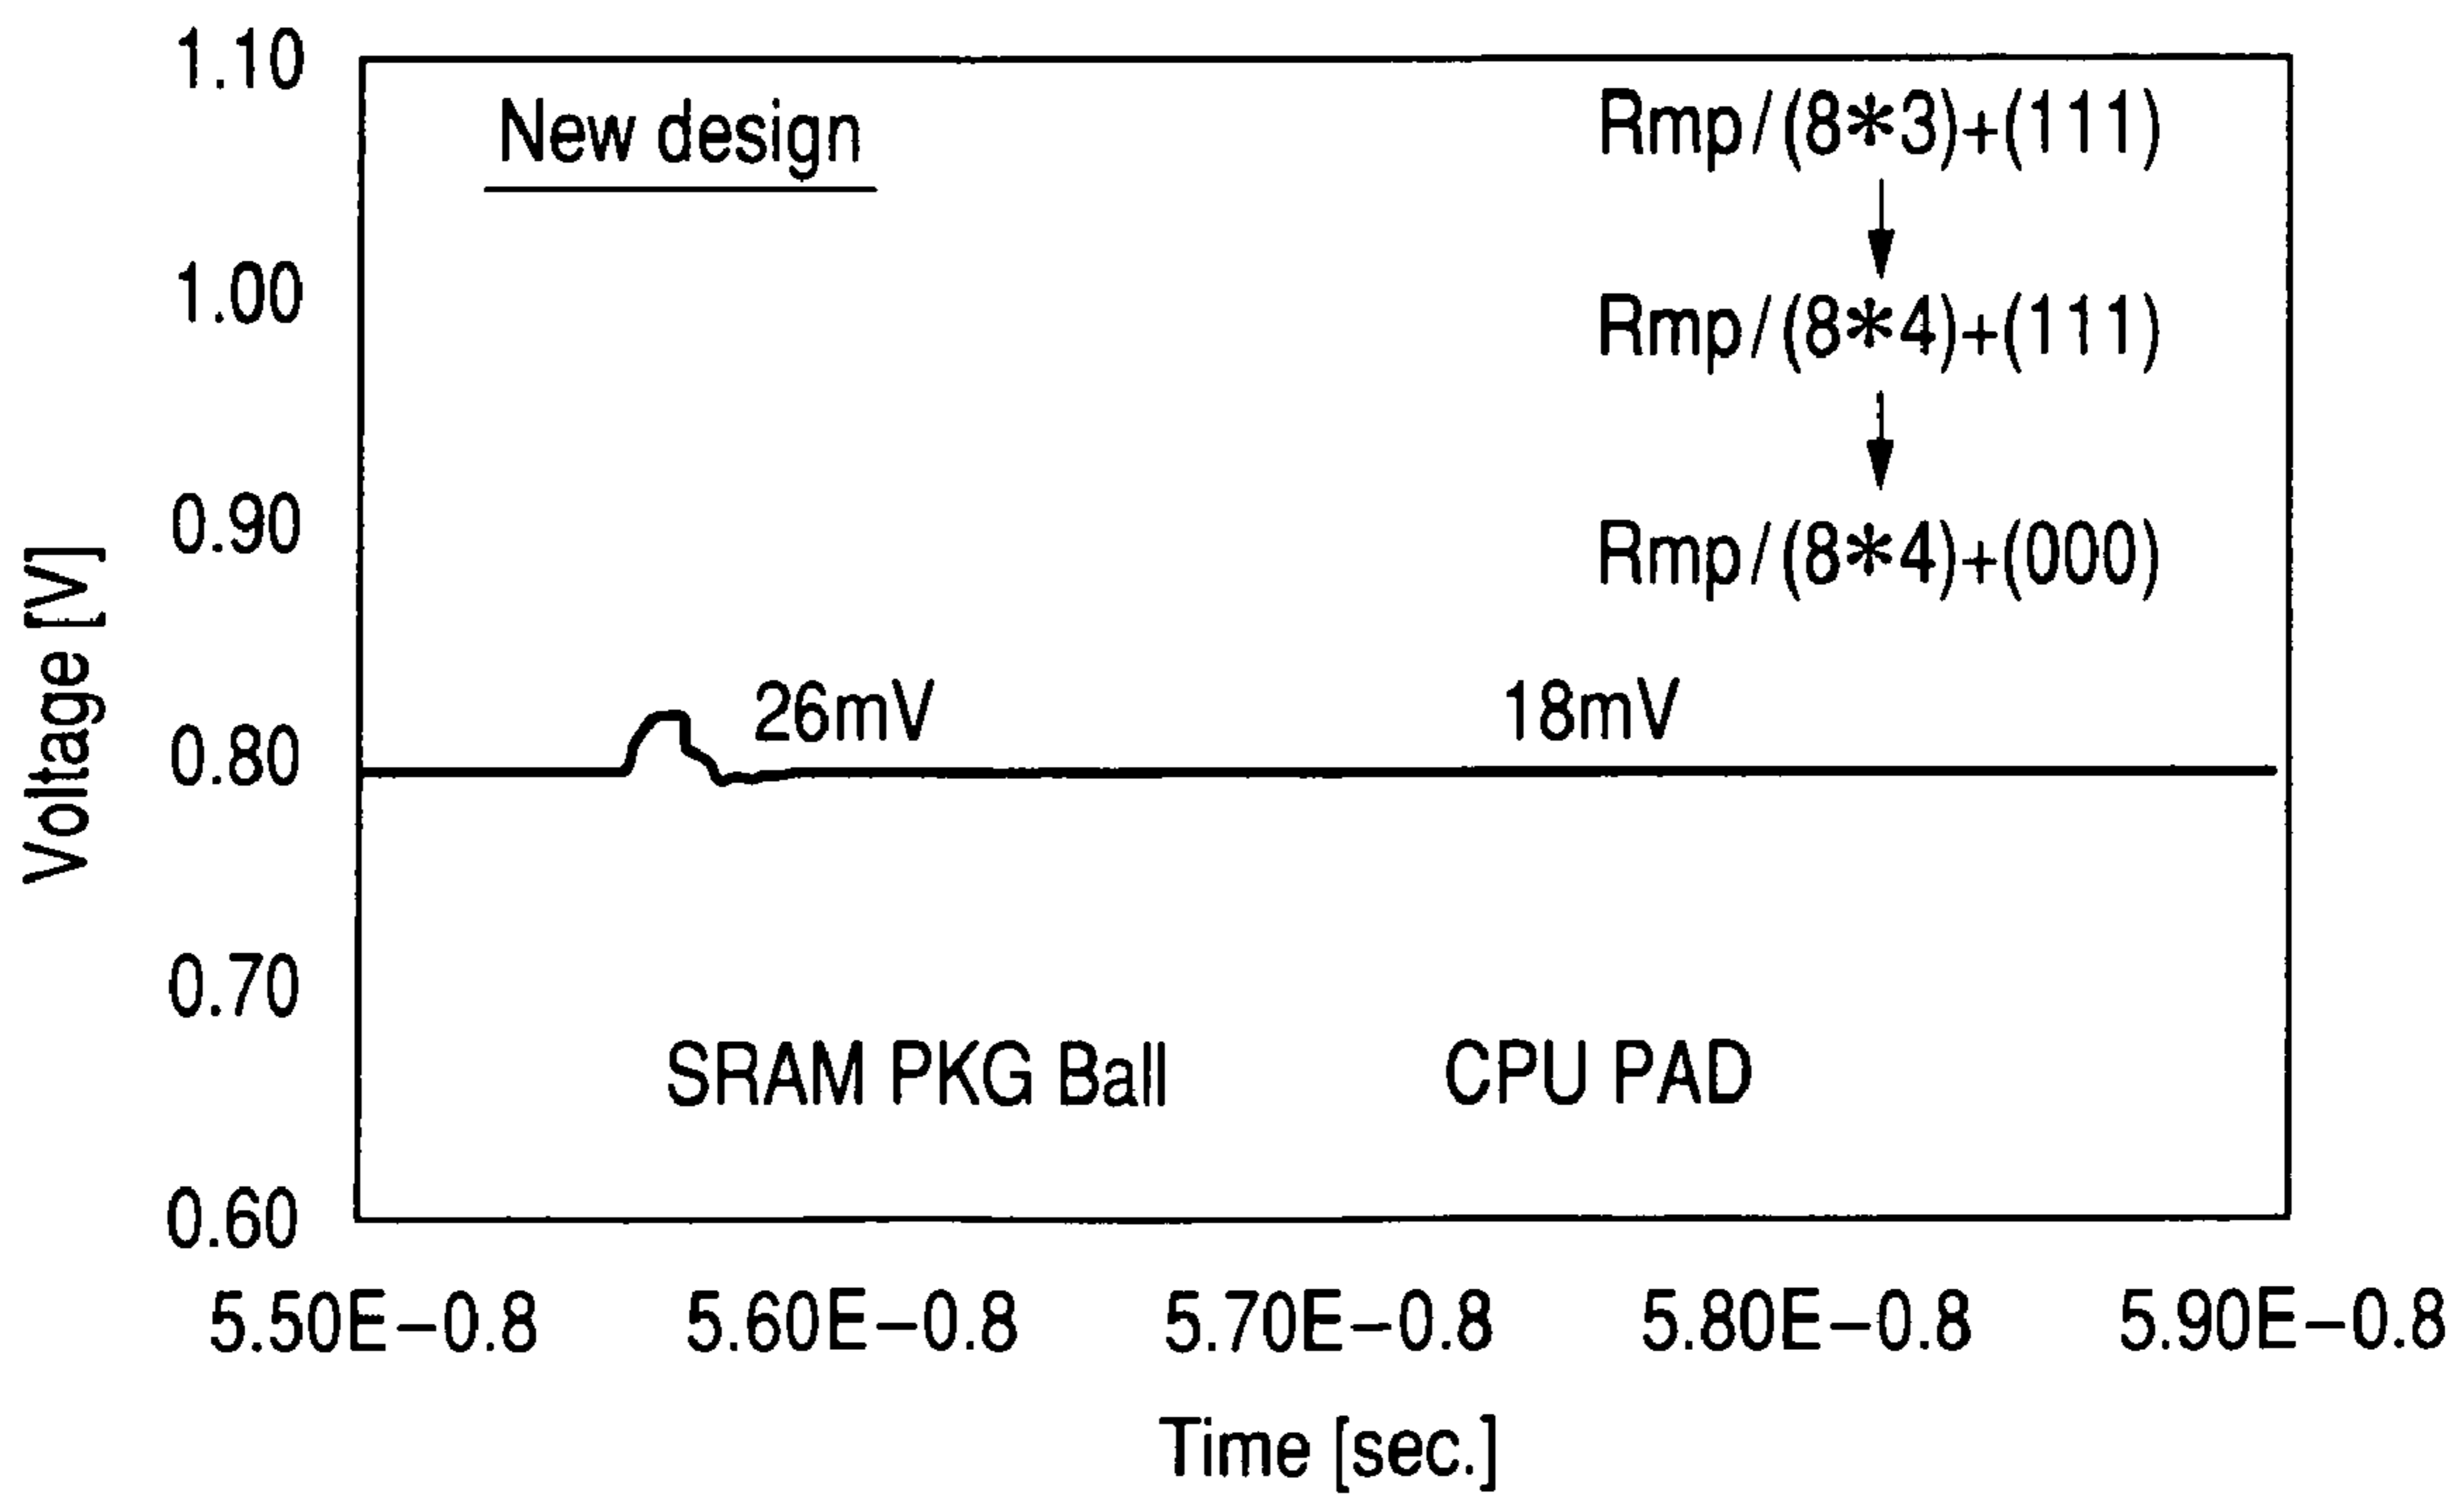 1.10
New design
Rmp/(8*3)+(111)
1.00
Rmp/(8*4)+(111)
0.90
Rmp/(8*4)+(000)
Voltage [V]
26mV
18mV
0.80
0.70
SRAM PKG Ball
CPU PAD
0.60
5.50E−0.8
5.60E−0.8
5.70E−0.8
5.80E−0.8
5.90E−0.8
Time [sec.]